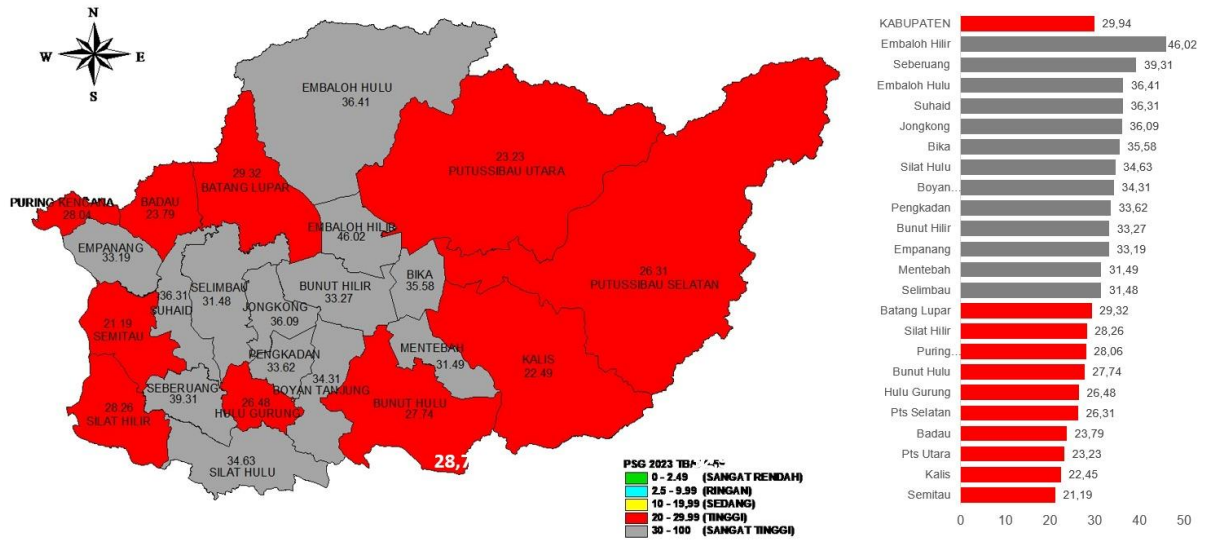 N
W E
S
EMBALOH HULU
36.41
23.23
PUTUSSIBAU UTARA
29.32
BATANG LUPAR
PURING KENCANA
28.04
BADAU
23.79
EMBALOH HILIR
46.02
EMPANANG
33.19
36.31
SUHAID
SELIMBAU
31.48
JONGKONG
36.09
BUNUT HILIR
33.27
BIKA
35.58
26.31
PUTUSSIBAU SELATAN
21.19
SEMITAU
PENGKADAN
33.62
MENTEBAH
31.49
KALIS
22.49
SEBERUANG
39.31
34.31
BOYAN TANJUNG
26.48
HULU GURUNG
BUNUT HULU
27.74
28.26
SILAT HILIR
34.63
SILAT HULU
28,7
PSG 2023
0 - 2.49 (SANGAT RENDAH)
2.5 - 9.99 (RINGAN)
10 - 19,99 (SEDANG)
20 - 29.99 (TINGGI)
30 - 100 (SANGAT TINGGI)
KABUPATEN 29,94
Embaloh Hilir 46,02
Seberuang 39,31
Embaloh Hulu 36,41
Suhaid 36,31
Jongkong 36,09
Bika 35,58
Silat Hulu 34,63
Boyan... 34,31
Pengkadan 33,62
Bunut Hilir 33,27
Empanang 33,19
Mentebah 31,49
Selimbau 31,48
Batang Lupar 29,32
Silat Hilir 28,26
Puring... 28,06
Bunut Hulu 27,74
Hulu Gurung 26,48
Pts Selatan 26,31
Badau 23,79
Pts Utara 23,23
Kalis 22,45
Semitau 21,19
0 10 20 30 40 50